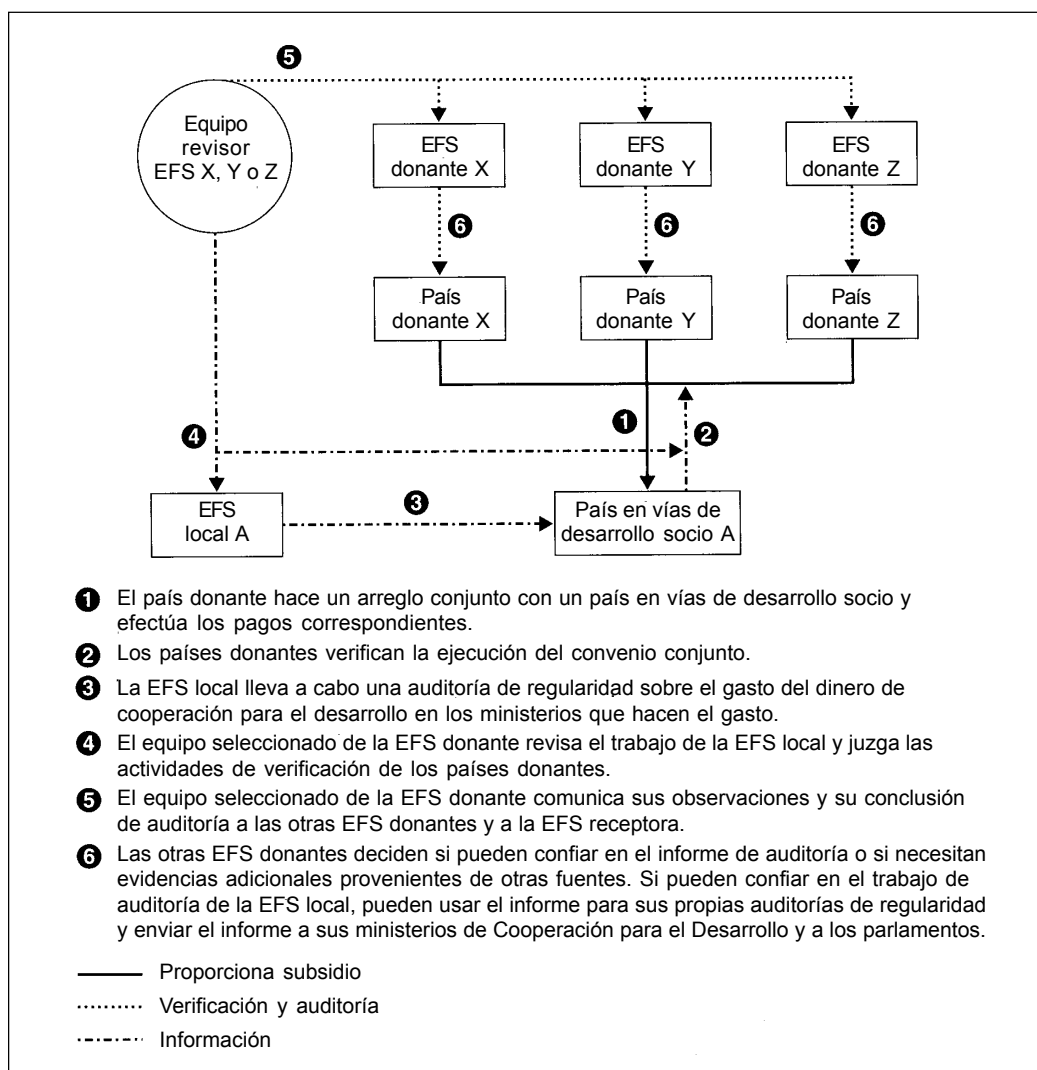 5
Equipo
revisor
EFS X, Y o Z
EFS
donante X
EFS
donante Y
EFS
donante Z
6
6
6
País
donante X
País
donante Y
País
donante Z
4
1
2
EFS
local A
3
País en vías de
desarrollo socio A
1 El país donante hace un arreglo conjunto con un país en vías de desarrollo socio y
efectúa los pagos correspondientes.
2 Los países donantes verifican la ejecución del convenio conjunto.
3 La EFS local lleva a cabo una auditoría de regularidad sobre el gasto del dinero de
cooperación para el desarrollo en los ministerios que hacen el gasto.
4 El equipo seleccionado de la EFS donante revisa el trabajo de la EFS local y juzga las
actividades de verificación de los países donantes.
5 El equipo seleccionado de la EFS donante comunica sus observaciones y su conclusión
de auditoría a las otras EFS donantes y a la EFS receptora.
6 Las otras EFS donantes deciden si pueden confiar en el informe de auditoría o si necesitan
evidencias adicionales provenientes de otras fuentes. Si pueden confiar en el trabajo de
auditoría de la EFS local, pueden usar el informe para sus propias auditorías de regularidad
y enviar el informe a sus ministerios de Cooperación para el Desarrollo y a los parlamentos.
Proporciona subsidio
Verificación y auditoría
Información